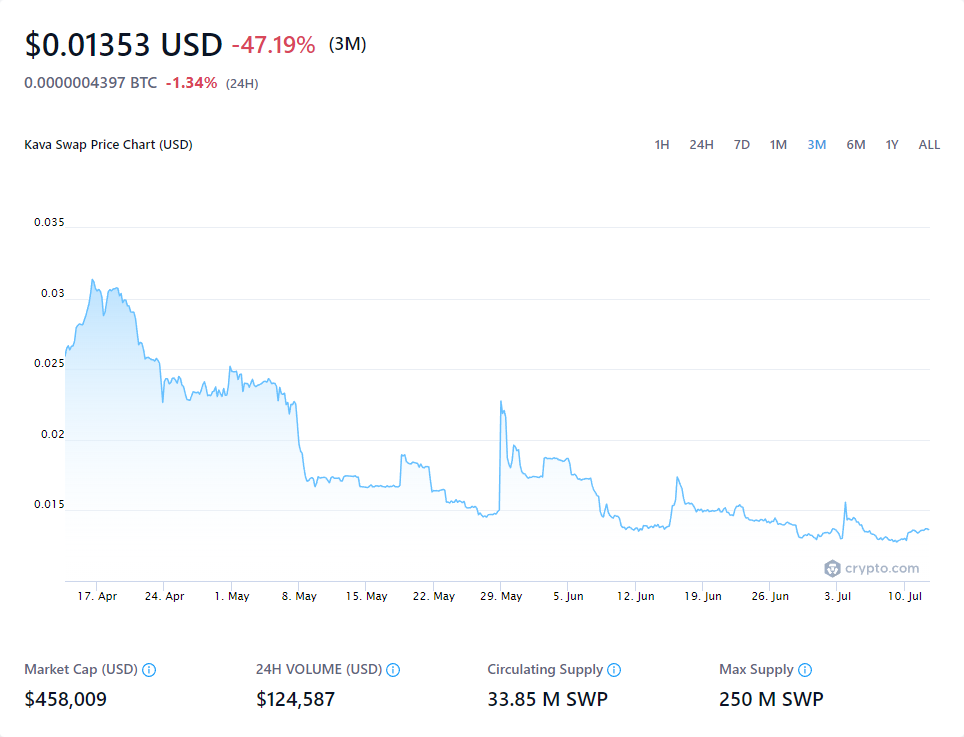 $0.01353 USD -47.19% (3M)
0.0000004397 BTC -1.34% (24H)
Kava Swap Price Chart (USD) 1H 24H 7D 1M 3M 6M 1Y ALL
0.035
0.03
0.025
0.02
0.015
crypto.com
17. Apr 24. Apr 1. May 8. May 15. May 22. May 29. May 5. Jun 12. Jun 19. Jun 26. Jun 3. Jul 10. Jul
Market Cap (USD) 24H VOLUME (USD) Circulating Supply Max Supply
$458,009 $124,587 33.85 M SWP 250 M SWP